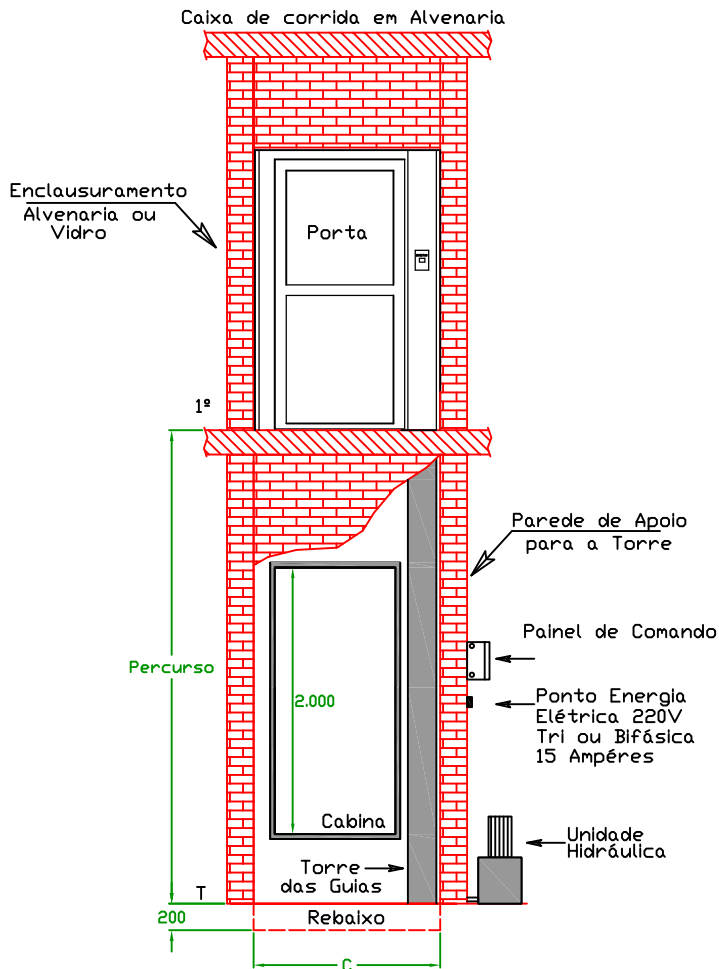 Caixa de corrida em Alvenaria
Enclausuramento
Alvenaria ou
Vidro
Porta
1º
Parede de Apoio
para a Torre
Painel de Comando
Percurso
2.000
Ponto Energia
Elétrica 220V
Tri ou Bifásica
15 Ampéres
Cabina
Unidade
Hidráulica
Torre
das Guias
T
200
Rebaixo
C